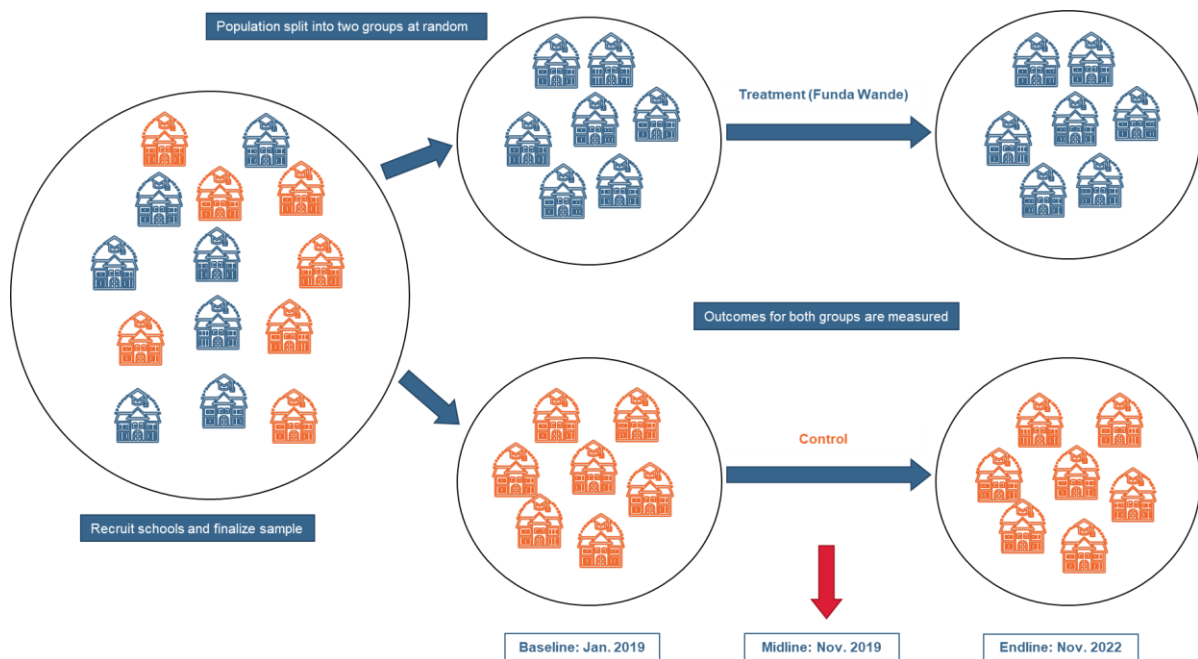 Population split into two groups at random
Treatment (Funda Wande)
Outcomes for both groups are measured
Control
Recruit schools and finalize sample
Baseline: Jan. 2019
Midline: Nov. 2019
Endline: Nov. 2022